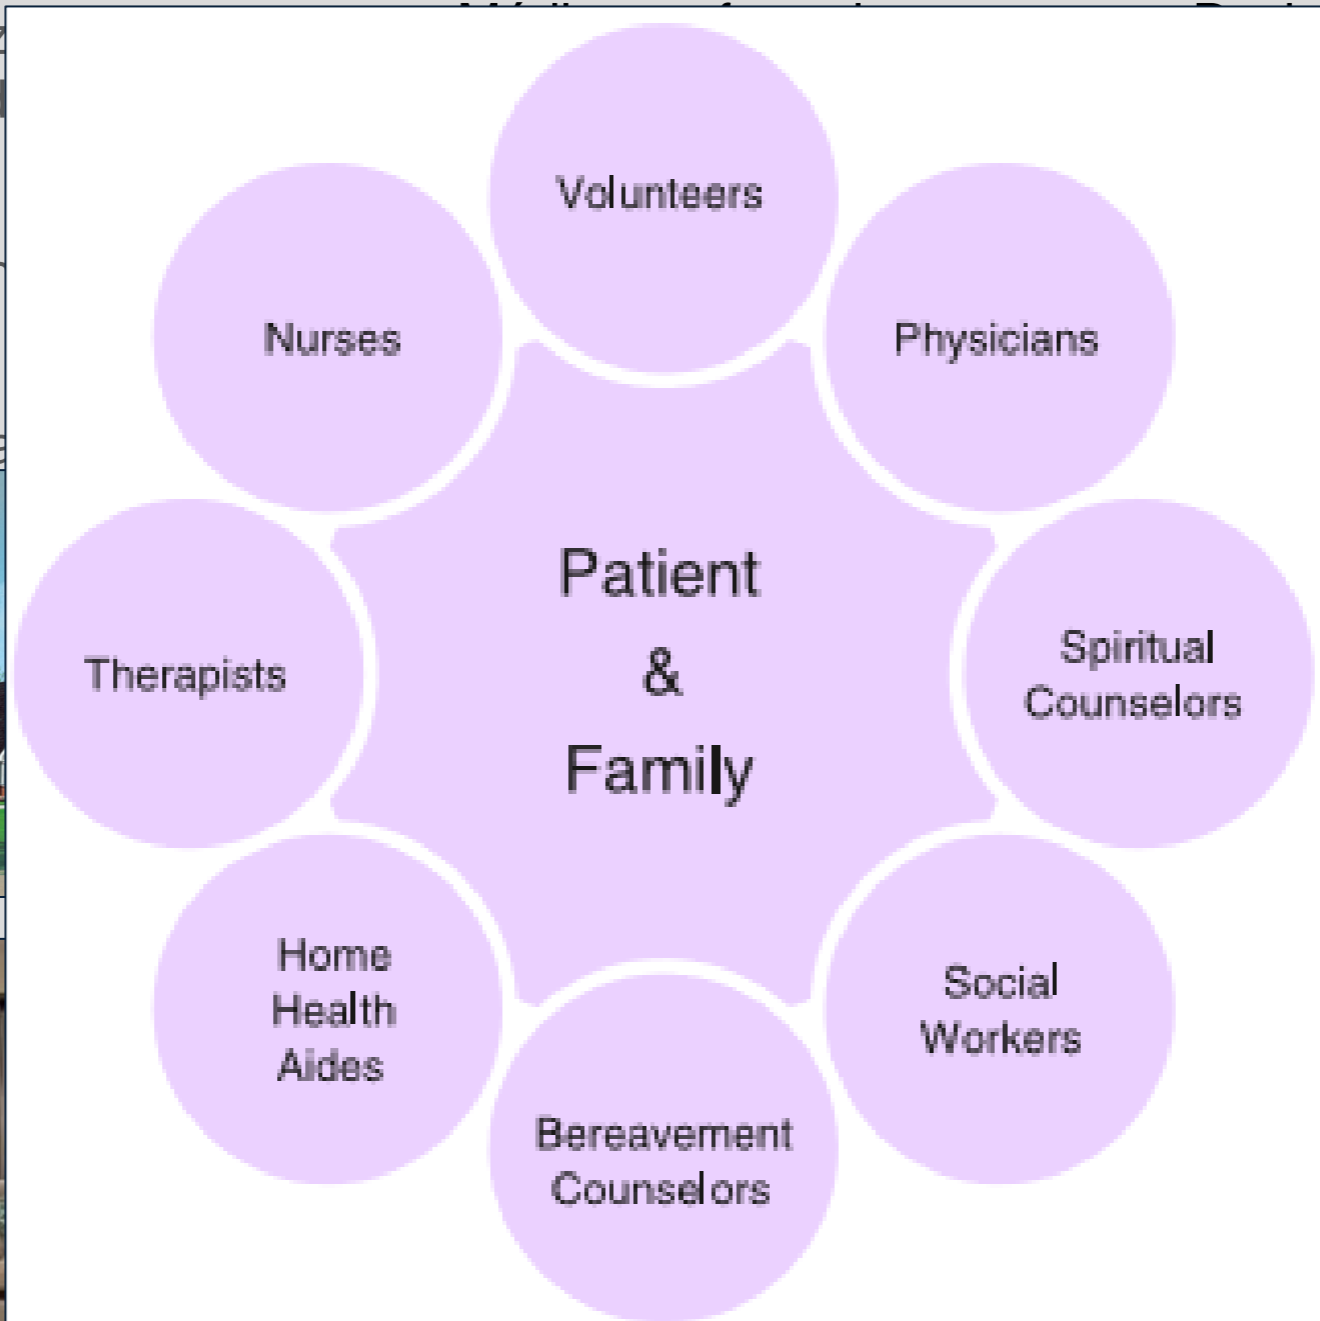 Volunteers
Nurses
Physicians
Patient
&
Family
Therapists
Spiritual
Counselors
Home
Health
Aides
Social
Workers
Bereavement
Counselors